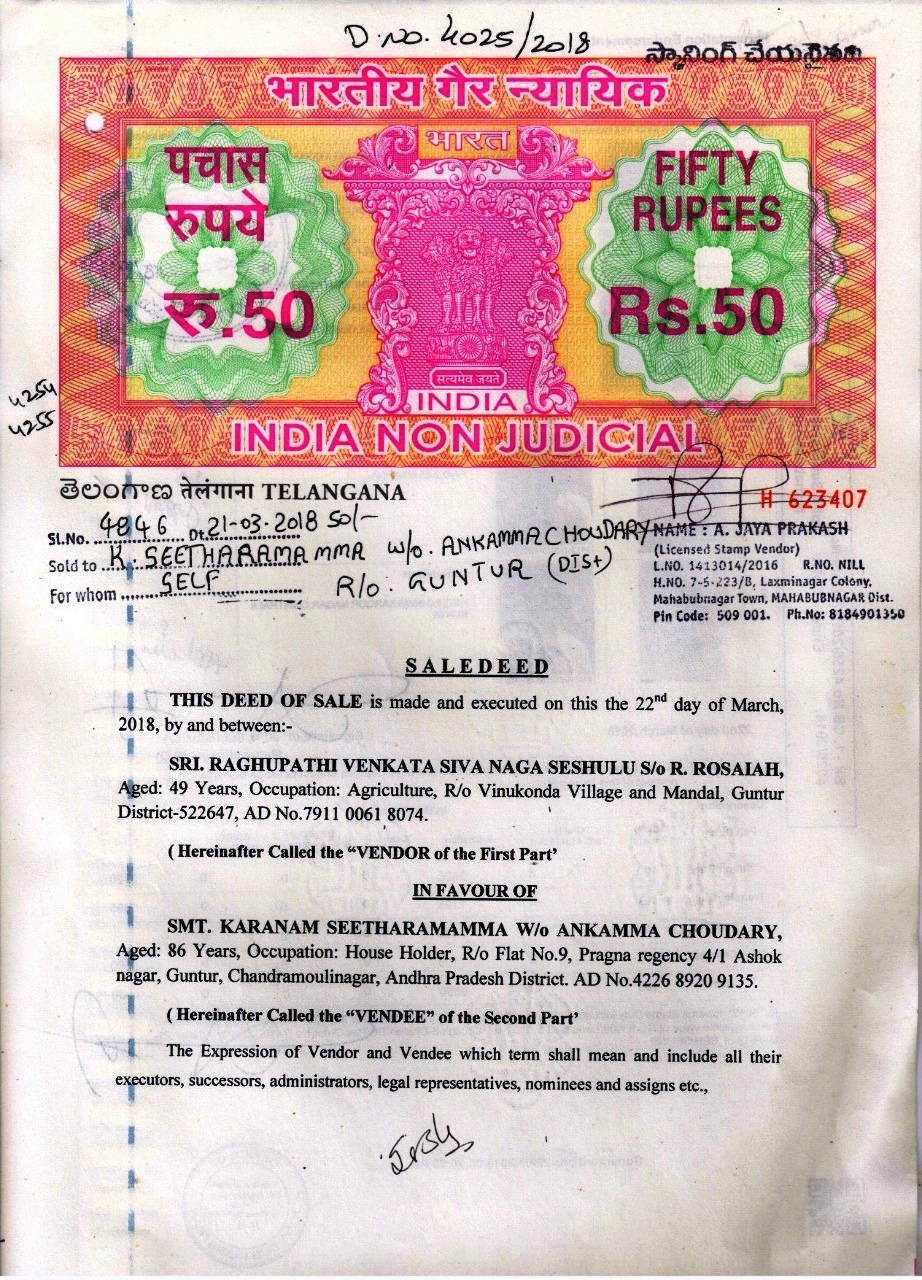 D.No. 4025/2018
స్కానింగ్ చేయనైనది
भारतीय गैर न्यायिक
भारत
पचास
रुपये
रु.50
FIFTY
RUPEES
Rs.50
सत्यमेव जयते
INDIA
INDIA NON JUDICIAL
4254
4255
తెలంగాణ तेलंगाना TELANGANA
H 623407
Sl.No. 4846 Dt. 21-03-2018 50/-
Sold to K. SEETHARAMAMMA W/o. ANKAMMA CHOUDARY
For whom SELF R/o. GUNTUR (DIST)
NAME : A. JAYA PRAKASH
(Licensed Stamp Vendor)
L.NO. 1413014/2016 R.NO. NILL
H.NO. 7-5-223/B, Laxminagar Colony,
Mahabubnagar Town, MAHABUBNAGAR Dist.
Pin Code: 509 001. Ph.No: 8184901350
SALEDEED
THIS DEED OF SALE is made and executed on this the 22nd day of March,
2018, by and between:-
SRI. RAGHUPATHI VENKATA SIVA NAGA SESHULU S/o R. ROSAIAH,
Aged: 49 Years, Occupation: Agriculture, R/o Vinukonda Village and Mandal, Guntur
District-522647, AD No.7911 0061 8074.
( Hereinafter Called the “VENDOR of the First Part’
IN FAVOUR OF
SMT. KARANAM SEETHARAMAMMA W/o ANKAMMA CHOUDARY,
Aged: 86 Years, Occupation: House Holder, R/o Flat No.9, Pragna regency 4/1 Ashok
nagar, Guntur, Chandramoulinagar, Andhra Pradesh District. AD No.4226 8920 9135.
( Hereinafter Called the “VENDEE” of the Second Part’
The Expression of Vendor and Vendee which term shall mean and include all their
executors, successors, administrators, legal representatives, nominees and assigns etc.,